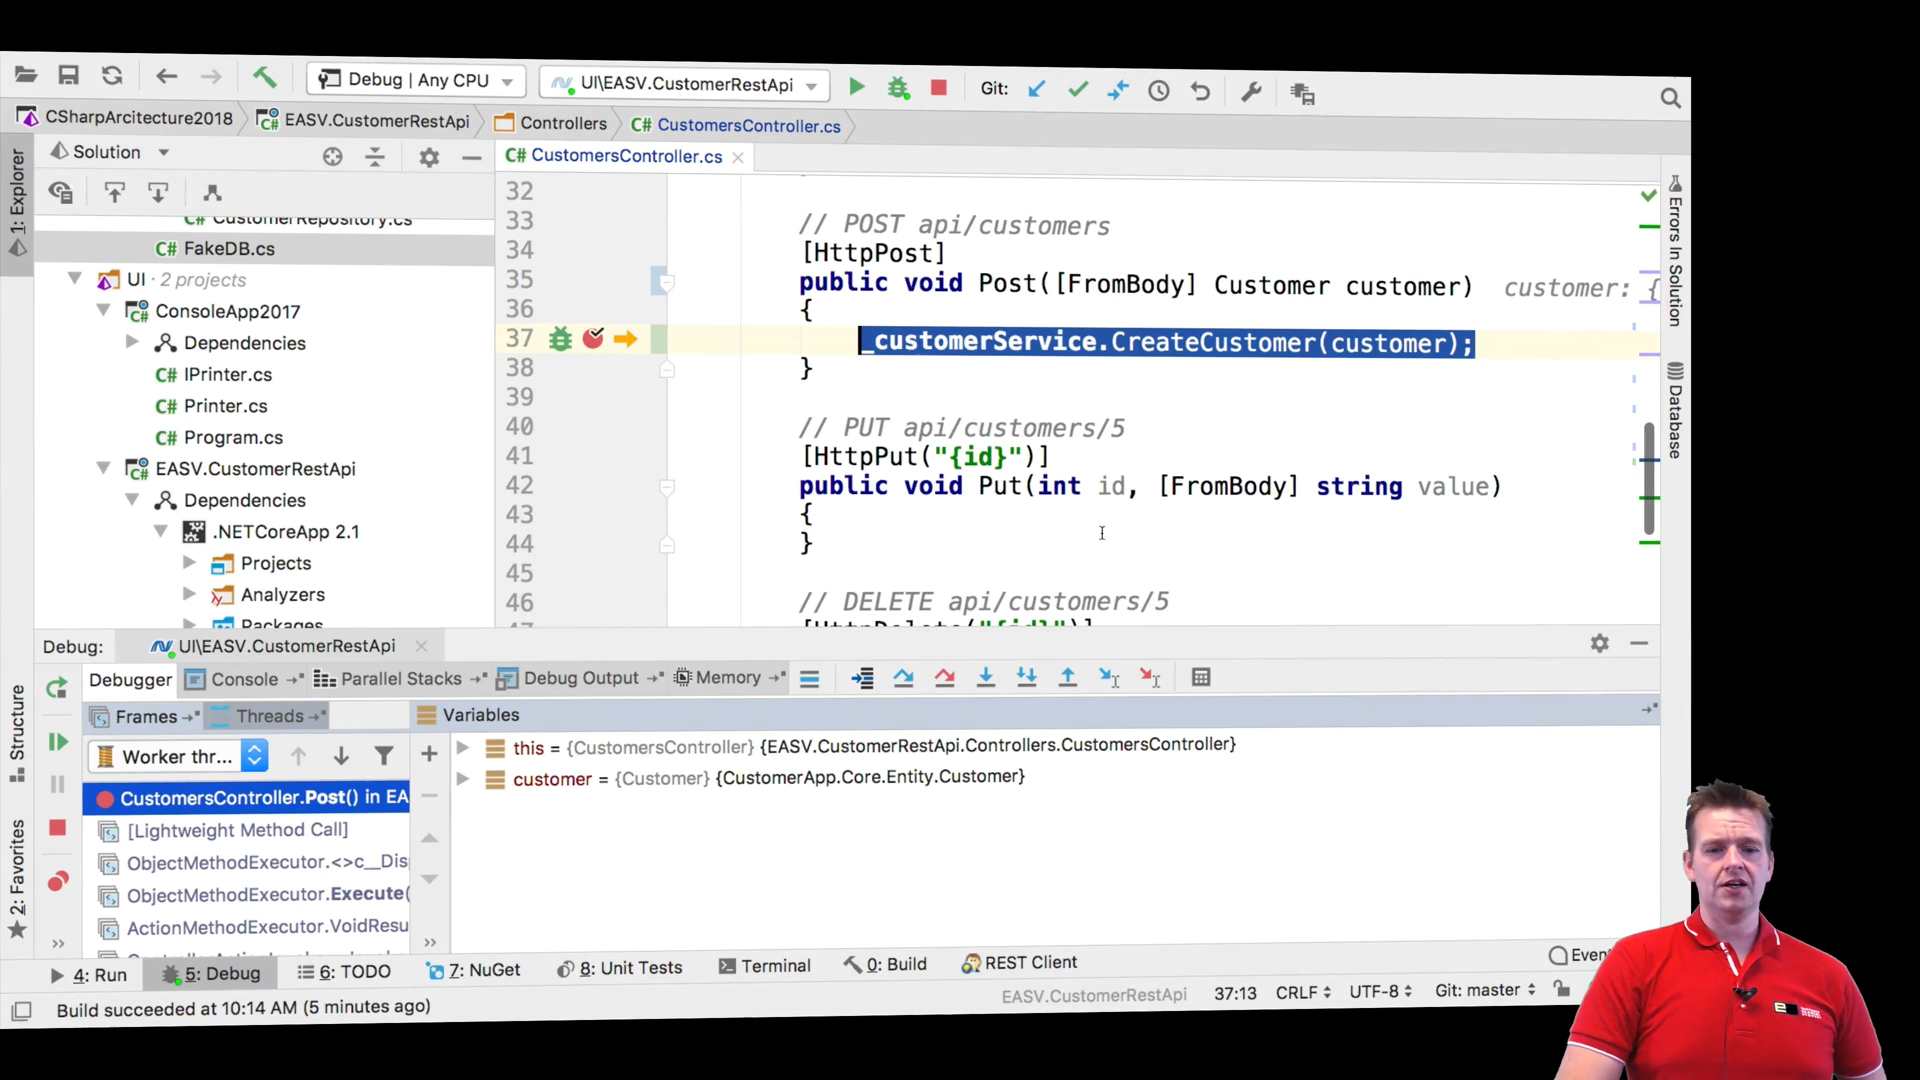 Debug | Any CPU
UI\EASV.CustomerRestApi
Git:
CSharpArcitecture2018
EASV.CustomerRestApi
Controllers
C# CustomersController.cs
Solution
C# CustomersController.cs
1: Explorer
C# CustomerRepository.cs
C# FakeDB.cs
UI · 2 projects
ConsoleApp2017
Dependencies
C# IPrinter.cs
C# Printer.cs
C# Program.cs
EASV.CustomerRestApi
Dependencies
.NETCoreApp 2.1
Projects
Analyzers
Packages
32
33 // POST api/customers
34 [HttpPost]
35 public void Post([FromBody] Customer customer) customer: {
36 {
37 _customerService.CreateCustomer(customer);
38 }
39
40 // PUT api/customers/5
41 [HttpPut("{id}")]
42 public void Put(int id, [FromBody] string value)
43 {
44 }
45
46 // DELETE api/customers/5
47 [HttpDelete("{id}")]
Errors In Solution
Database
Debug: UI\EASV.CustomerRestApi
Debugger Console Parallel Stacks Debug Output Memory
Frames Threads Variables
Worker thr...
this = {CustomersController} {EASV.CustomerRestApi.Controllers.CustomersController}
customer = {Customer} {CustomerApp.Core.Entity.Customer}
CustomersController.Post() in EA
[Lightweight Method Call]
ObjectMethodExecutor.<>c__Disp
ObjectMethodExecutor.Execute(
ActionMethodExecutor.VoidResu
Structure
2: Favorites
4: Run 5: Debug 6: TODO 7: NuGet 8: Unit Tests Terminal 0: Build REST Client Even
Build succeeded at 10:14 AM (5 minutes ago)
EASV.CustomerRestApi 37:13 CRLF UTF-8 Git: master